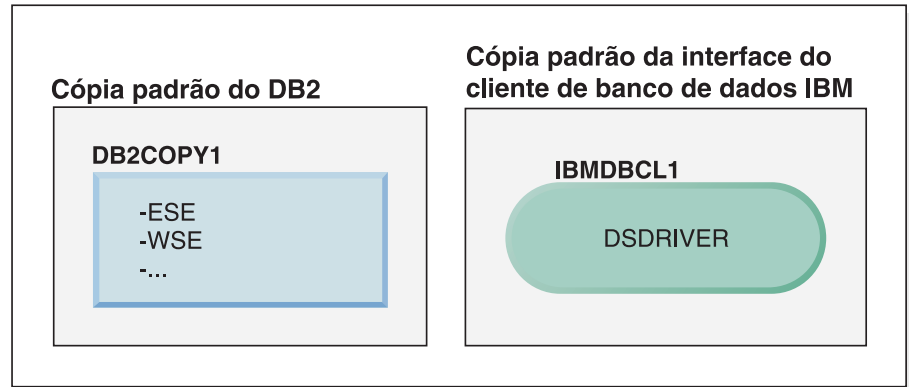 Cópia padrão do DB2
DB2COPY1
-ESE
-WSE
-...
Cópia padrão da interface do
cliente de banco de dados IBM
IBMDBCL1
DSDRIVER